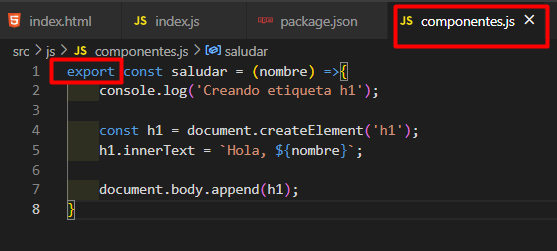 index.html JS index.js package.json JS componentes.js ×
src > js > JS componentes.js > saludar
1 export const saludar = (nombre) =>{
2 console.log('Creando etiqueta h1');
3
4 const h1 = document.createElement('h1');
5 h1.innerText = `Hola, ${nombre}`;
6
7 document.body.append(h1);
8 }